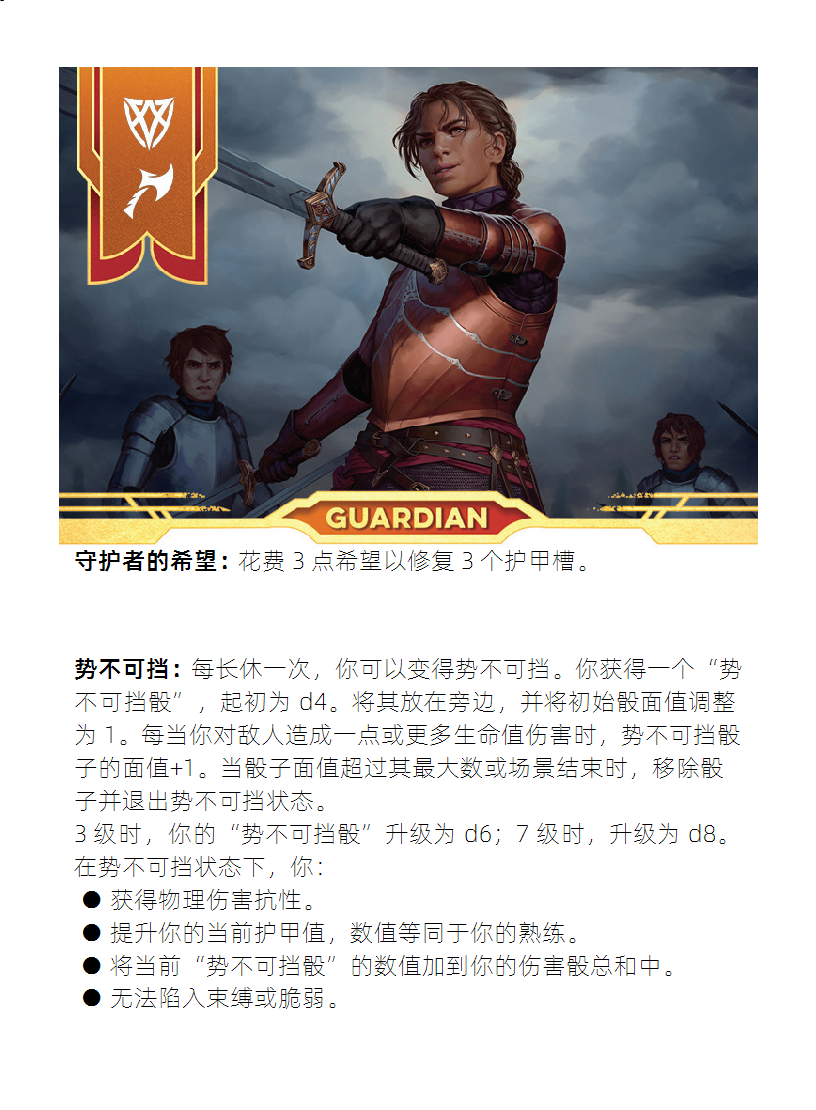 GUARDIAN
守护者的希望：花费 3 点希望以修复 3 个护甲槽。
势不可挡：每长休一次，你可以变得势不可挡。你获得一个“势
不可挡骰”，起初为 d4。将其放在旁边，并将初始骰面值调整
为 1。每当你对敌人造成一点或更多生命值伤害时，势不可挡骰
子的面值+1。当骰子面值超过其最大数或场景结束时，移除骰
子并退出势不可挡状态。
3 级时，你的“势不可挡骰”升级为 d6；7 级时，升级为 d8。
在势不可挡状态下，你：
● 获得物理伤害抗性。
● 提升你的当前护甲值，数值等同于你的熟练。
● 将当前“势不可挡骰”的数值加到你的伤害骰总和中。
● 无法陷入束缚或脆弱。